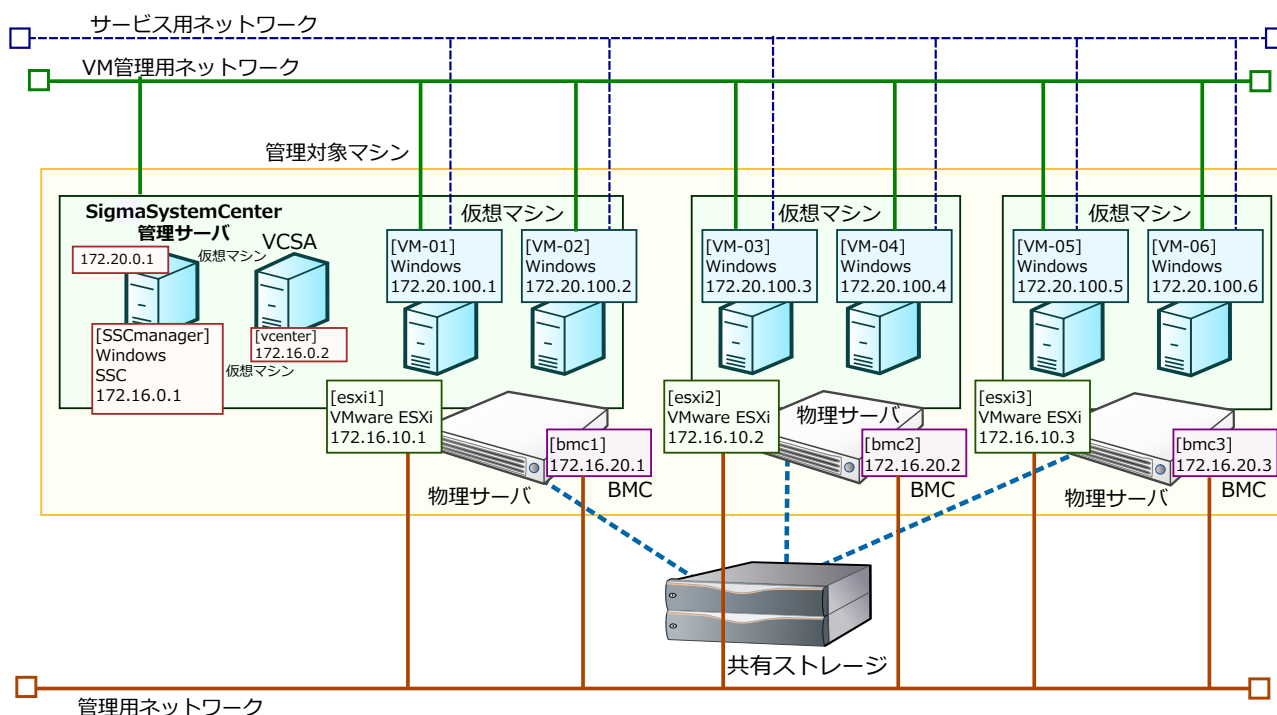 サービス用ネットワーク
VM管理用ネットワーク
管理対象マシン
SigmaSystemCenter
管理サーバ
172.20.0.1
仮想マシン
VCSA
[SSCmanager]
Windows
SSC
172.16.0.1
[vcenter]
172.16.0.2
仮想マシン
仮想マシン
[VM-01]
Windows
172.20.100.1
[VM-02]
Windows
172.20.100.2
[esxi1]
VMware ESXi
172.16.10.1
[bmc1]
172.16.20.1
BMC
物理サーバ
仮想マシン
[VM-03]
Windows
172.20.100.3
[VM-04]
Windows
172.20.100.4
[esxi2]
VMware ESXi
172.16.10.2
物理サーバ
[bmc2]
172.16.20.2
BMC
仮想マシン
[VM-05]
Windows
172.20.100.5
[VM-06]
Windows
172.20.100.6
[esxi3]
VMware ESXi
172.16.10.3
[bmc3]
172.16.20.3
BMC
物理サーバ
共有ストレージ
管理用ネットワーク